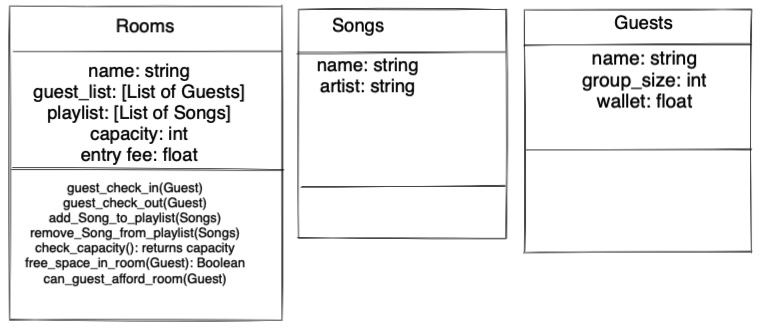 Rooms
name: string
guest_list: [List of Guests]
playlist: [List of Songs]
capacity: int
entry fee: float
guest_check_in(Guest)
guest_check_out(Guest)
add_Song_to_playlist(Songs)
remove_Song_from_playlist(Songs)
check_capacity(): returns capacity
free_space_in_room(Guest): Boolean
can_guest_afford_room(Guest)
Songs
name: string
artist: string
Guests
name: string
group_size: int
wallet: float